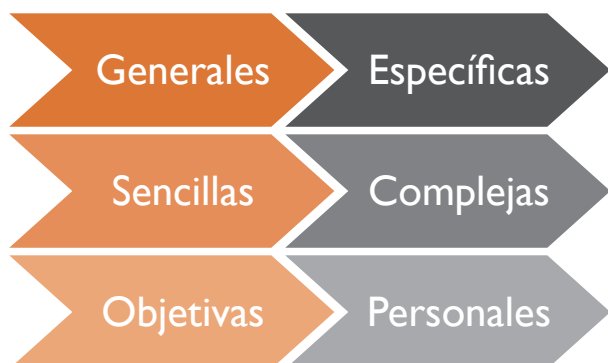 Generales Específicas
Sencillas Complejas
Objetivas Personales